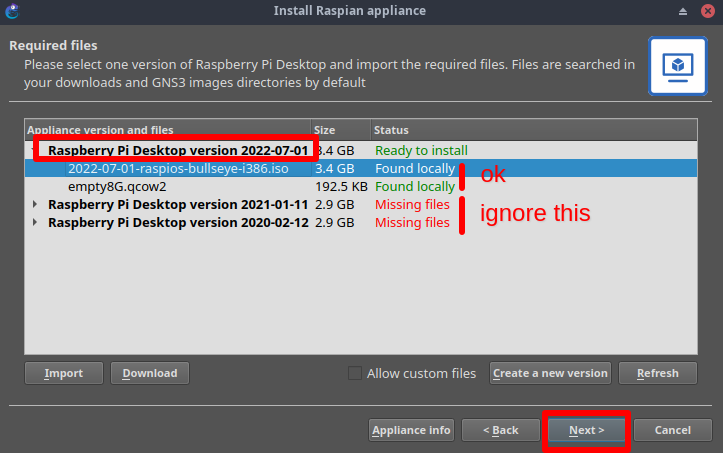 Install Raspian appliance
Required files
Please select one version of Raspberry Pi Desktop and import the required files. Files are searched in
your downloads and GNS3 images directories by default
Appliance version and files Size Status
Raspberry Pi Desktop version 2022-07-01 3.4 GB Ready to install
2022-07-01-raspios-bullseye-i386.iso 3.4 GB Found locally ok
empty8G.qcow2 192.5 KB Found locally
Raspberry Pi Desktop version 2021-01-11 2.9 GB Missing files ignore this
Raspberry Pi Desktop version 2020-02-12 2.9 GB Missing files
Import Download Allow custom files Create a new version Refresh
Appliance info < Back Next > Cancel